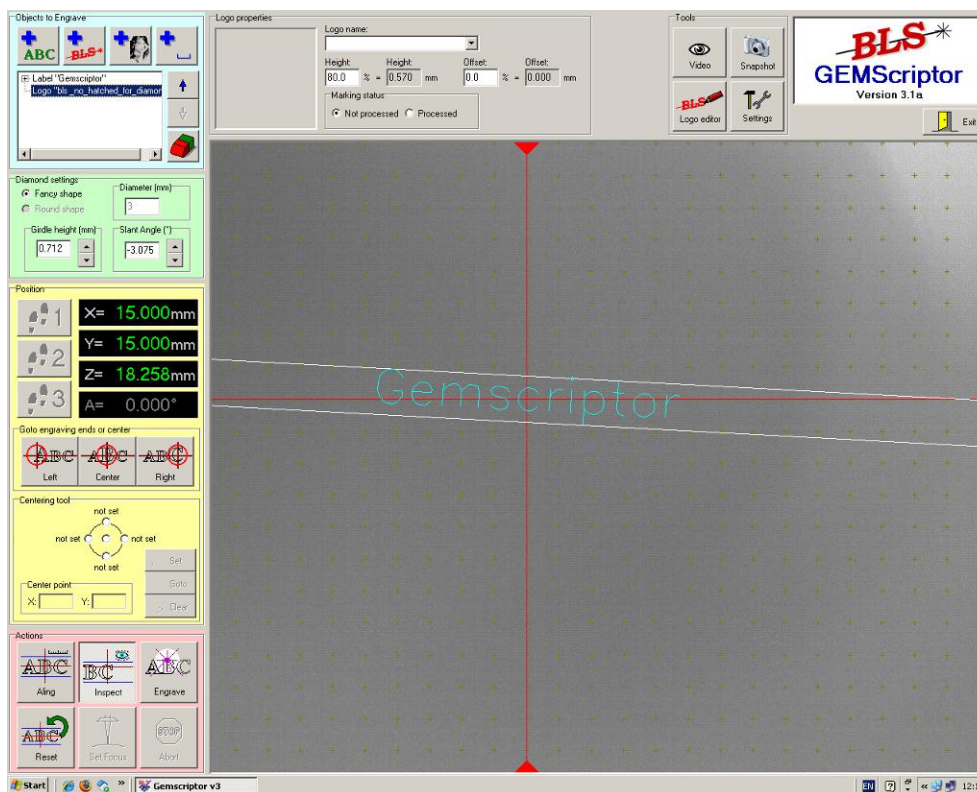 Objects to Engrave
ABC
BLS*
Label "Gemscriptor"
Logo "bls _no_hatched_for_diamor
Logo properties
Logo name:
Height: Height: Offset: Offset:
80.0 % = 0.570 mm 0.0 % = 0.000 mm
Marking status
Not processed Processed
Tools
Video Snapshot
BLS
Logo editor Settings
BLS
GEMScriptor
Version 3.1a
Exit
Diamond settings
Fancy shape
Round shape
Diameter (mm)
3
Girdle height (mm) Slant Angle (°)
0.712 -3.075
Position
1 X= 15.000mm
Y= 15.000mm
2 Z= 18.258mm
3 A= 0.000°
Goto engraving ends or center
ABC ABC ABC
Left Center Right
Centering tool
not set
not set not set
not set
Set
Goto
Clear
Center point
X: Y:
Actions
ABC BC ABC
Aling Inspect Engrave
ABC STOP
Reset Set Focus Abort
Gemscriptor
Start » Gemscriptor v3 EN ? « 12: